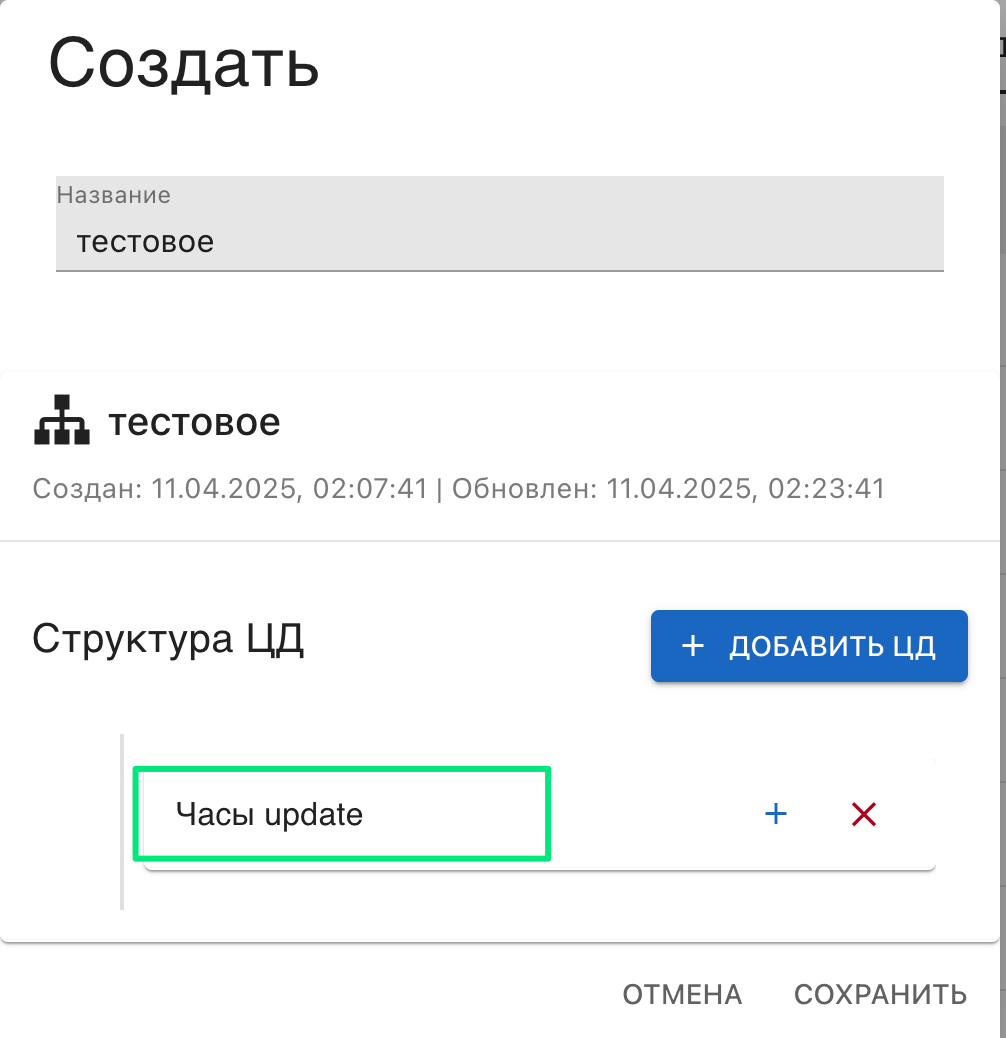 Создать
Название
тестовое
тестовое
Создан: 11.04.2025, 02:07:41 | Обновлен: 11.04.2025, 02:23:41
Структура ЦД
+ ДОБАВИТЬ ЦД
Часы update
ОТМЕНА СОХРАНИТЬ